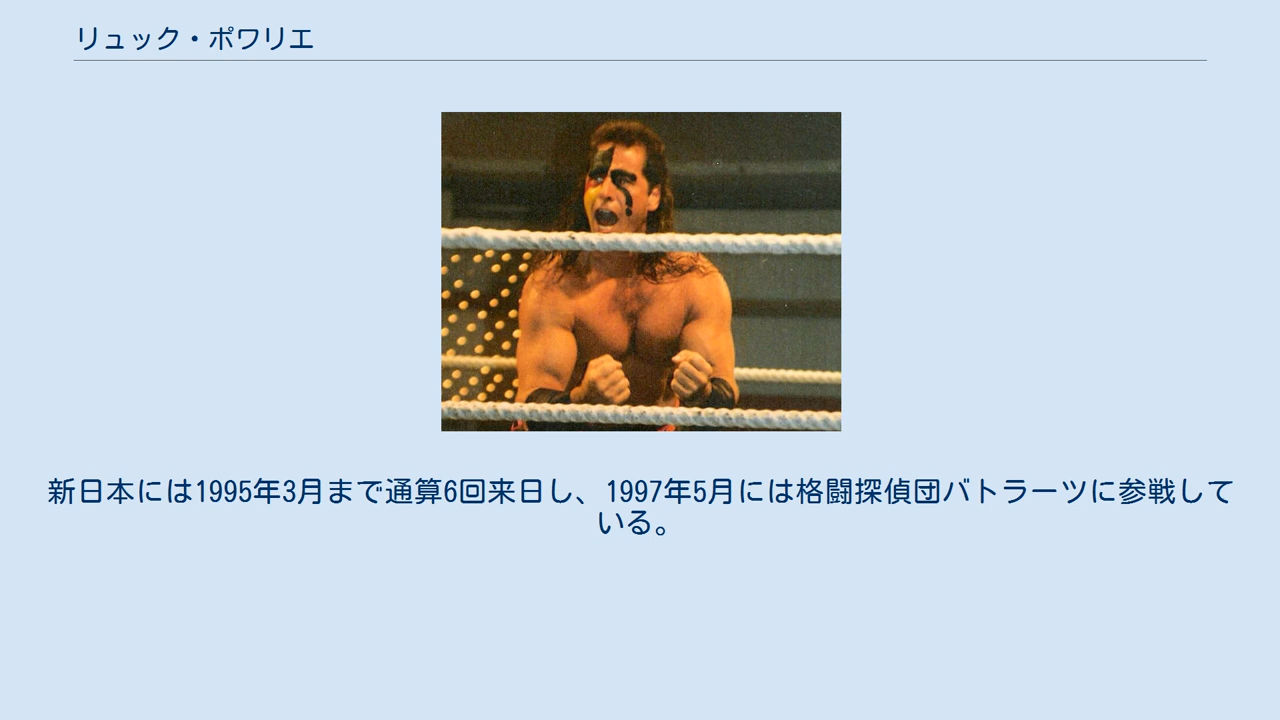 リュック・ポワリエ
新日本には1995年3月まで通算6回来日し、1997年5月には格闘探偵団バトラーツに参戦して
いる。